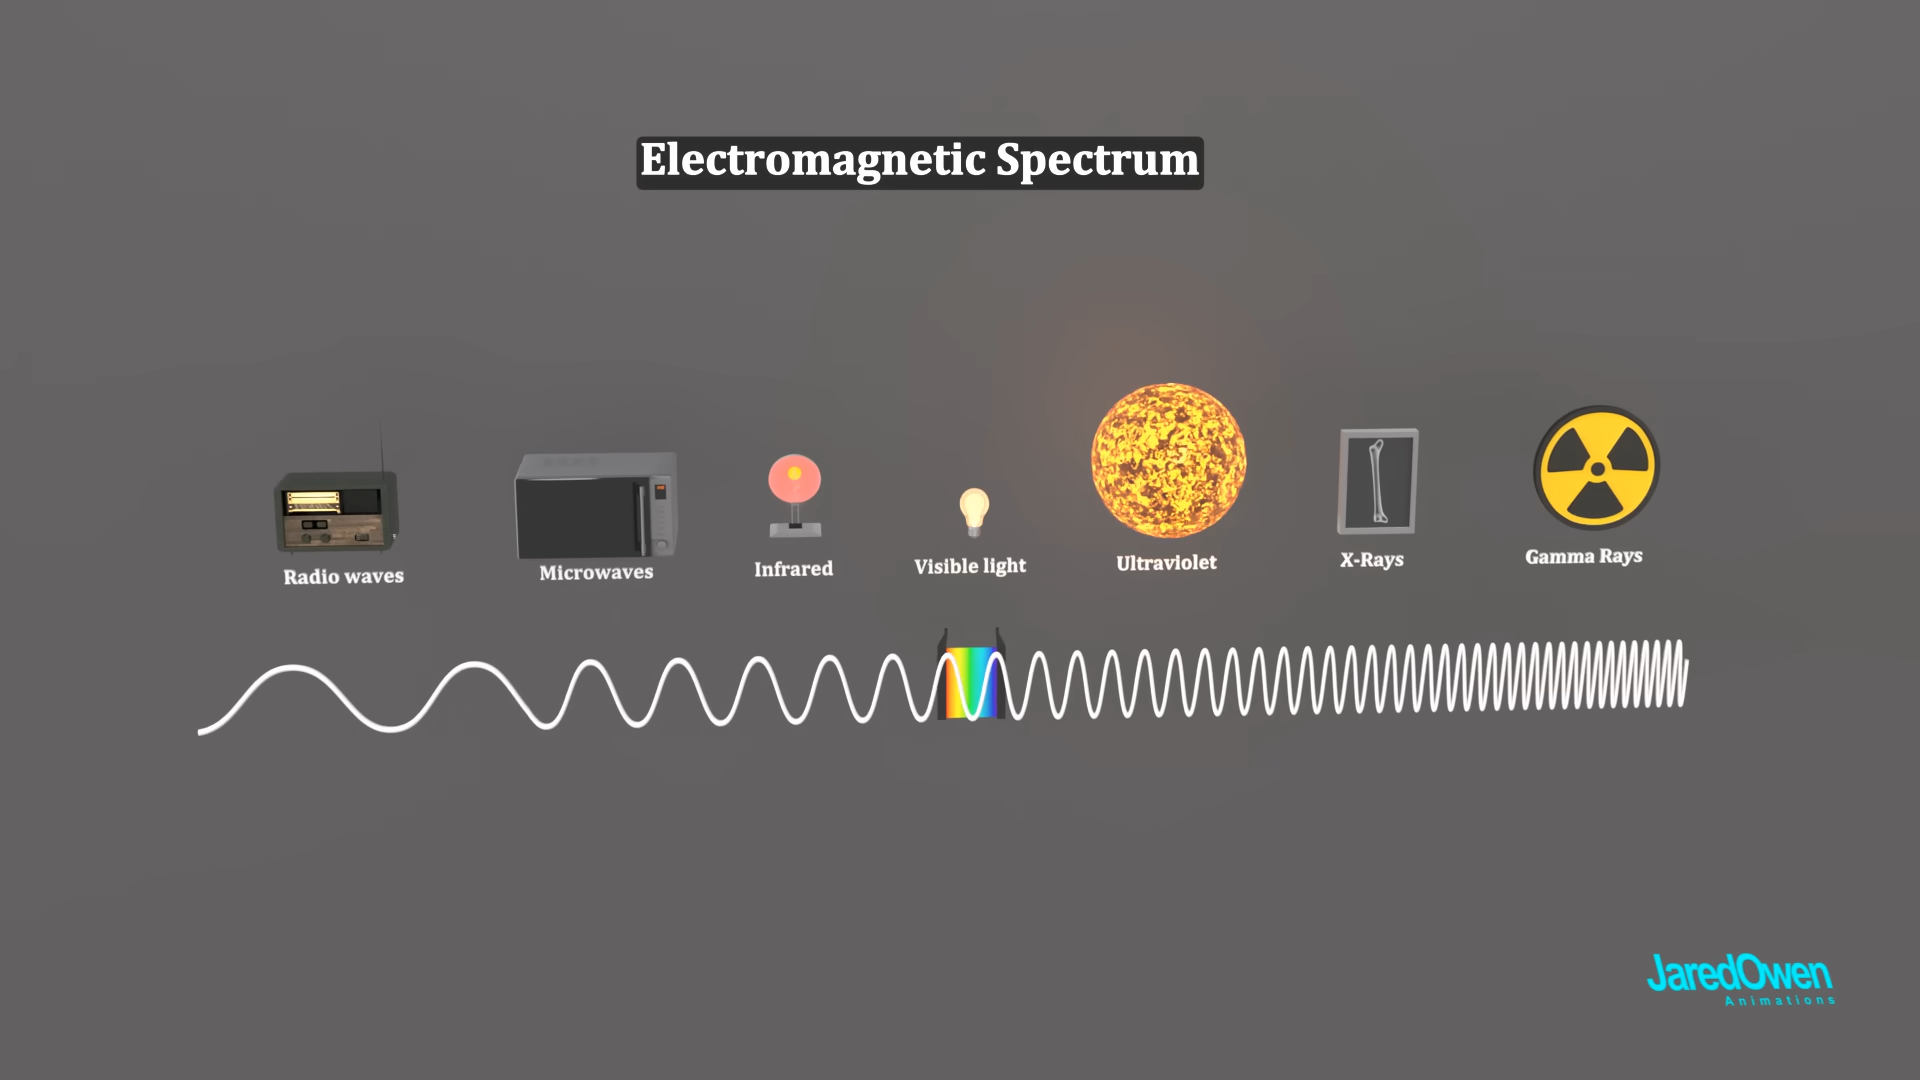 Electromagnetic Spectrum
Radio waves
Microwaves
Infrared
Visible light
Ultraviolet
X-Rays
Gamma Rays
JaredOwen
Animations